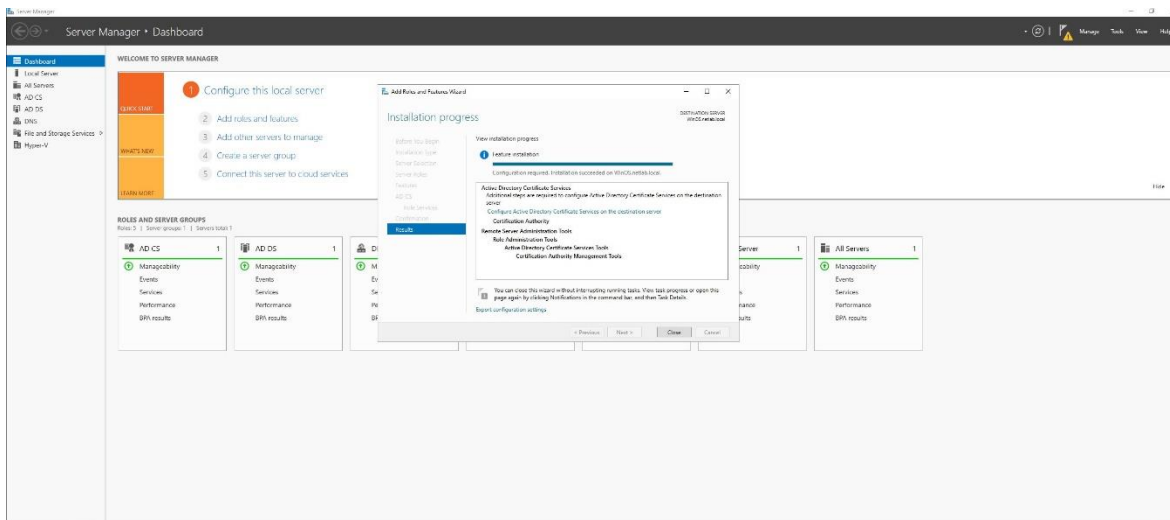 Server Manager
Server Manager • Dashboard
Manage Tools View Help
Dashboard
Local Server
All Servers
AD CS
AD DS
DNS
File and Storage Services
Hyper-V
WELCOME TO SERVER MANAGER
QUICK START
WHAT'S NEW
LEARN MORE
1 Configure this local server
2 Add roles and features
3 Add other servers to manage
4 Create a server group
5 Connect this server to cloud services
Hide
ROLES AND SERVER GROUPS
Roles: 5 | Server groups: 1 | Servers total: 1
AD CS 1
Manageability
Events
Services
Performance
BPA results
AD DS 1
Manageability
Events
Services
Performance
BPA results
Server 1
All Servers 1
Manageability
Events
Services
Performance
BPA results
Add Roles and Features Wizard
Installation progress
DESTINATION SERVER
Before You Begin
Installation Type
Server Selection
Server Roles
Features
AD CS
Role Services
Confirmation
Results
View installation progress
Feature installation
Configuration required. Installation succeeded on
Active Directory Certificate Services
Additional steps are required to configure Active Directory Certificate Services on the destination
server
Configure Active Directory Certificate Services on the destination server
Certification Authority
Remote Server Administration Tools
Role Administration Tools
Active Directory Certificate Services Tools
Certification Authority Management Tools
You can close this wizard without interrupting running tasks. View task progress or open this
page again by clicking Notifications in the command bar, and then Task Details.
Export configuration settings
< Previous Next > Close Cancel